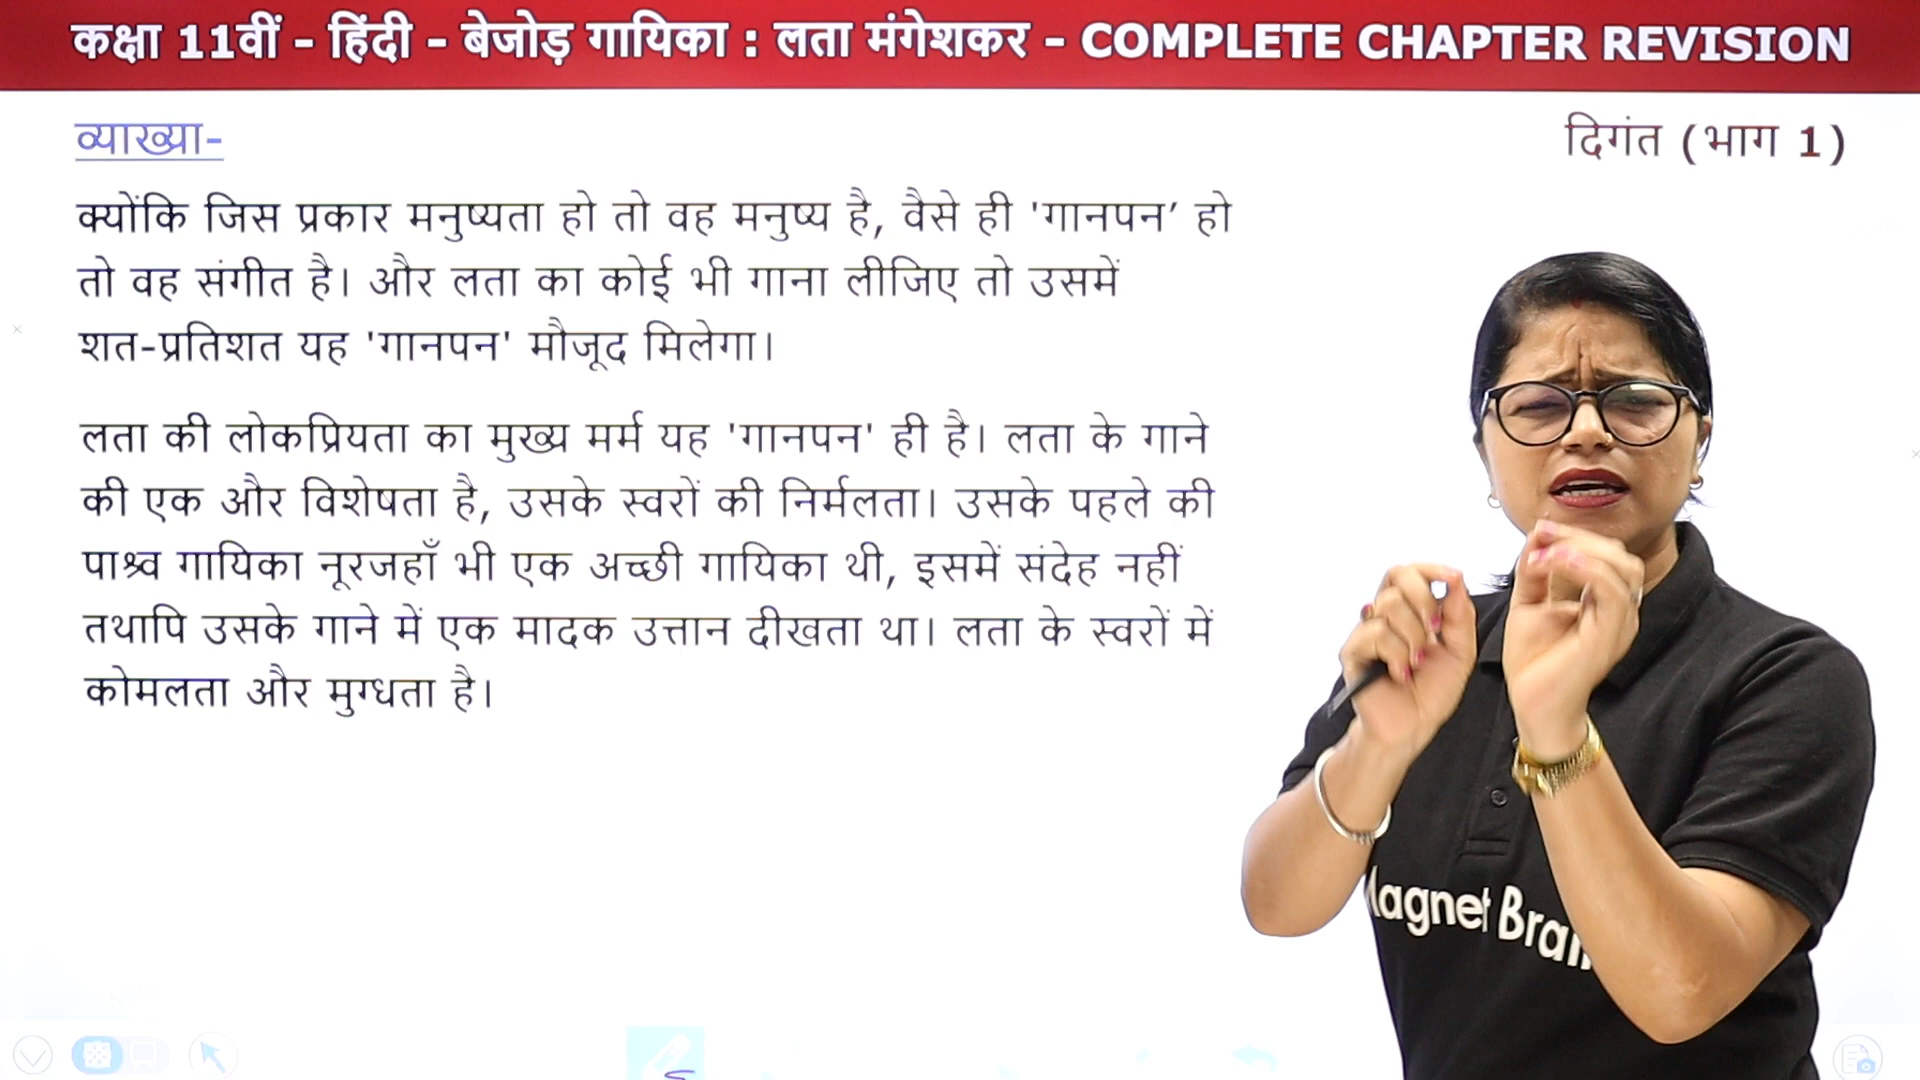 कक्षा 11वीं - हिंदी - बेजोड़ गायिका : लता मंगेशकर - COMPLETE CHAPTER REVISION
व्याख्या-
दिगंत (भाग 1)
क्योंकि जिस प्रकार मनुष्यता हो तो वह मनुष्य है, वैसे ही 'गानपन’ हो
तो वह संगीत है। और लता का कोई भी गाना लीजिए तो उसमें
शत-प्रतिशत यह 'गानपन' मौजूद मिलेगा।
लता की लोकप्रियता का मुख्य मर्म यह 'गानपन' ही है। लता के गाने
की एक और विशेषता है, उसके स्वरों की निर्मलता। उसके पहले की
पाश्र्व गायिका नूरजहाँ भी एक अच्छी गायिका थी, इसमें संदेह नहीं
तथापि उसके गाने में एक मादक उत्तान दीखता था। लता के स्वरों में
कोमलता और मुग्धता है।
agnet Brai